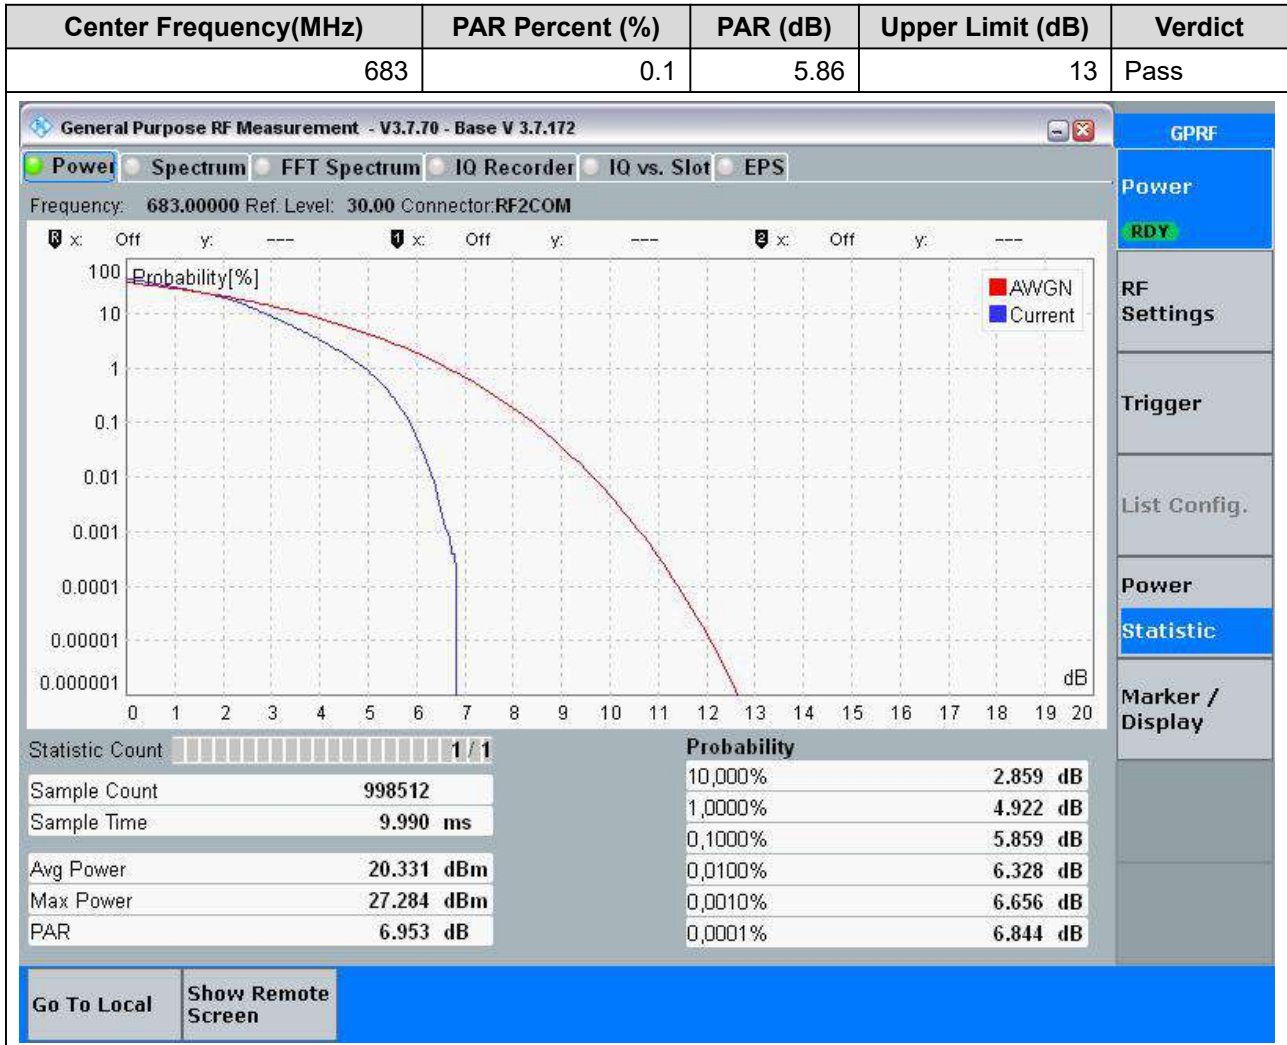 Center Frequency(MHz) PAR Percent (%) PAR (dB) Upper Limit (dB) Verdict
683 0.1 5.86 13 Pass
General Purpose RF Measurement - V3.7.70 - Base V 3.7.172
GPRF
Power Spectrum FFT Spectrum IQ Recorder IQ vs. Slot EPS
Frequency: 683.00000 Ref. Level: 30.00 Connector:RF2COM
R x: Off y: --- 1 x: Off y: --- 2 x: Off y: ---
Probability[%]
AWGN
Current
100
10
1
0.1
0.01
0.001
0.0001
0.00001
0.000001
dB
0 1 2 3 4 5 6 7 8 9 10 11 12 13 14 15 16 17 18 19 20
Statistic Count 1 / 1
Sample Count 998512
Sample Time 9.990 ms
Avg Power 20.331 dBm
Max Power 27.284 dBm
PAR 6.953 dB
Probability
10,000% 2.859 dB
1,0000% 4.922 dB
0,1000% 5.859 dB
0,0100% 6.328 dB
0,0010% 6.656 dB
0,0001% 6.844 dB
Power
RDY
RF
Settings
Trigger
List Config.
Power
Statistic
Marker /
Display
Go To Local
Show Remote
Screen